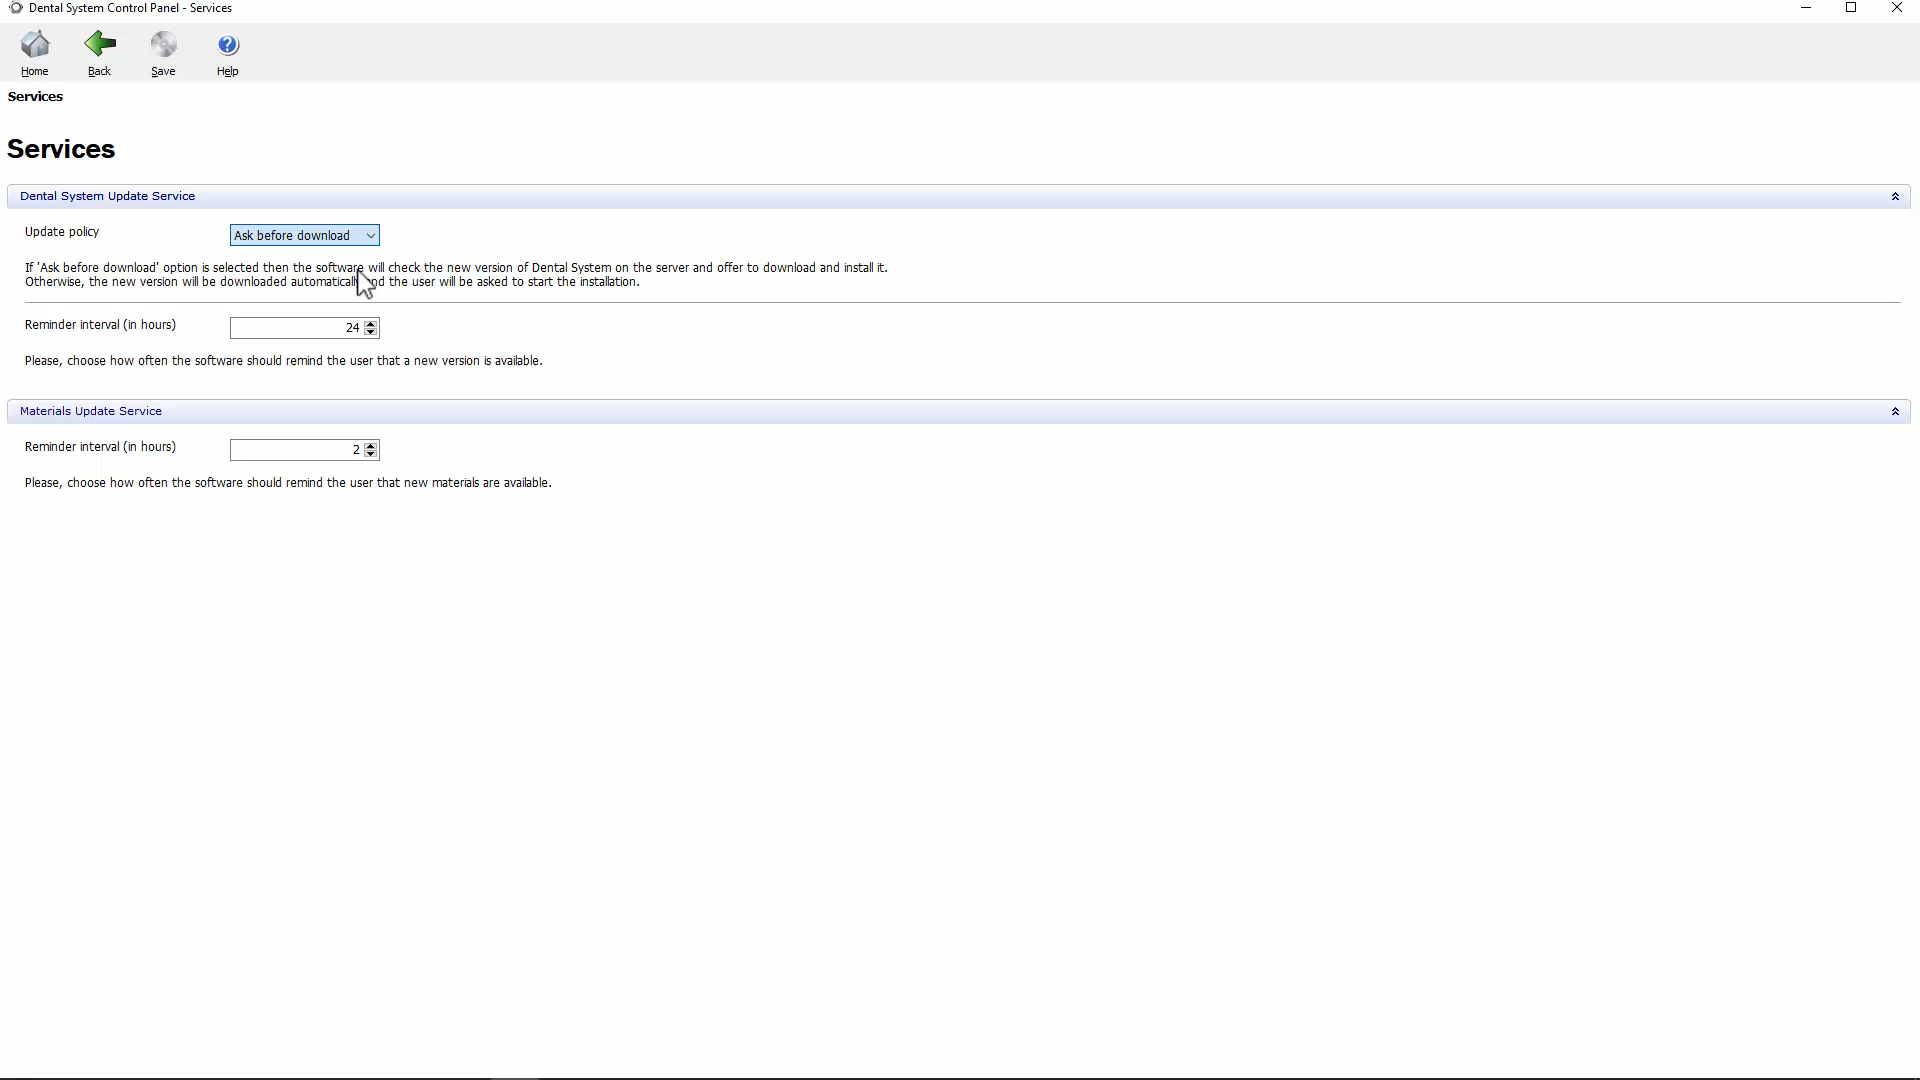 Dental System Control Panel - Services
Home Back Save Help
Services
Services
Dental System Update Service
Update policy Ask before download
If 'Ask before download' option is selected then the software will check the new version of Dental System on the server and offer to download and install it.
Otherwise, the new version will be downloaded automatically and the user will be asked to start the installation.
Reminder interval (in hours) 24
Please, choose how often the software should remind the user that a new version is available.
Materials Update Service
Reminder interval (in hours) 2
Please, choose how often the software should remind the user that new materials are available.